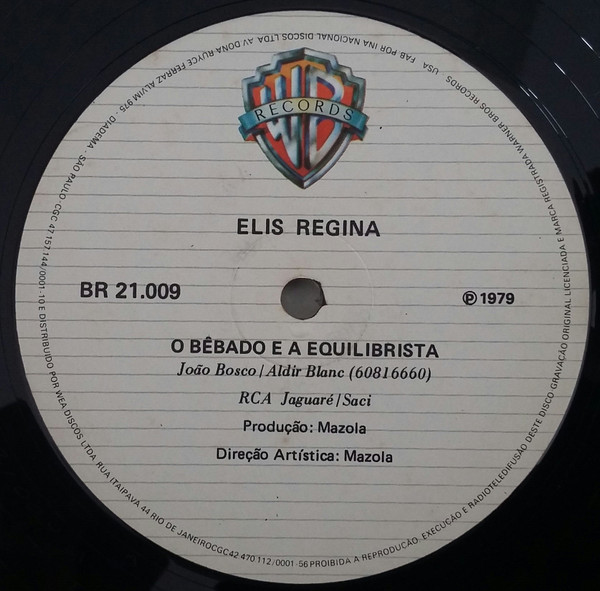 WB
RECORDS
ELIS REGINA
BR 21.009
℗ 1979
O BÊBADO E A EQUILIBRISTA
João Bosco/Aldir Blanc (60816660)
RCA Jaguaré/Saci
Produção: Mazola
Direção Artística: Mazola
FAB POR INA NACIONAL DISCOS LTDA AV DONA RUYCE FERRAZ ALVIM 975 - DIADEMA - SÃO PAULO - CGC 47.157.144/0001-10 E DISTRIBUÍDO POR WEA DISCOS LTDA RUA ITAIPAVA 44 RIO DE JANEIRO CGC 42 470 112/0001-56 PROIBIDA A REPRODUÇÃO, EXECUÇÃO E RADIOTELEDIFUSÃO DESTE DISCO GRAVAÇÃO ORIGINAL LICENCIADA E MARCA REGISTRADA WARNER BROS RECORDS USA